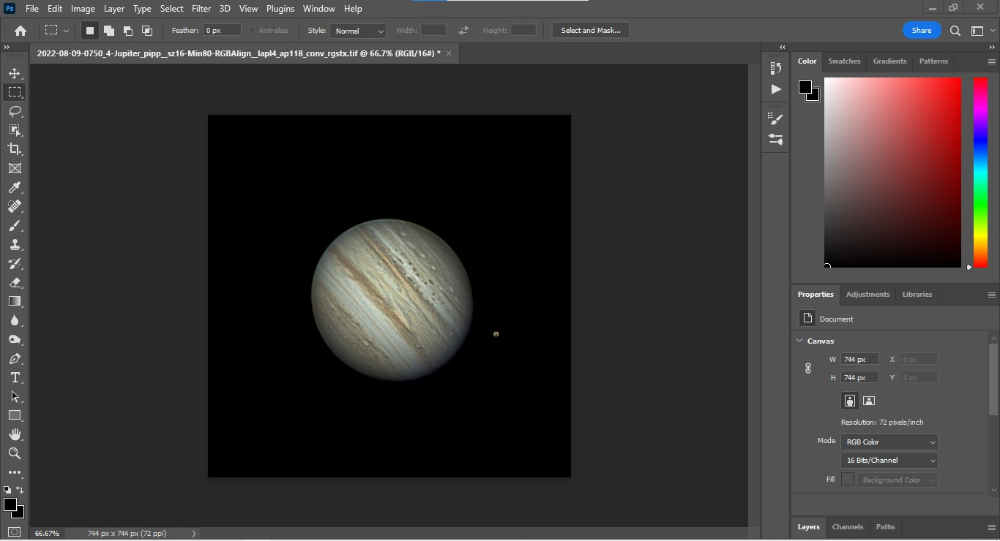 Ps File Edit Image Layer Type Select Filter 3D View Plugins Window Help
Feather: 0 px Anti-alias Style: Normal Width: Height: Select and Mask... Share
2022-08-09-0750_4-Jupiter_pipp__sz16-Min80-RGBAlign__lapl4_ap118_conv_rgstx.tif @ 66.7% (RGB/16#) *
Color Swatches Gradients Patterns
Properties Adjustments Libraries
Document
Canvas
W 744 px X 0 px
H 744 px Y 0 px
Resolution: 72 pixels/inch
Mode RGB Color
16 Bits/Channel
Fill Background Color
Layers Channels Paths
66.67% 744 px x 744 px (72 ppi)